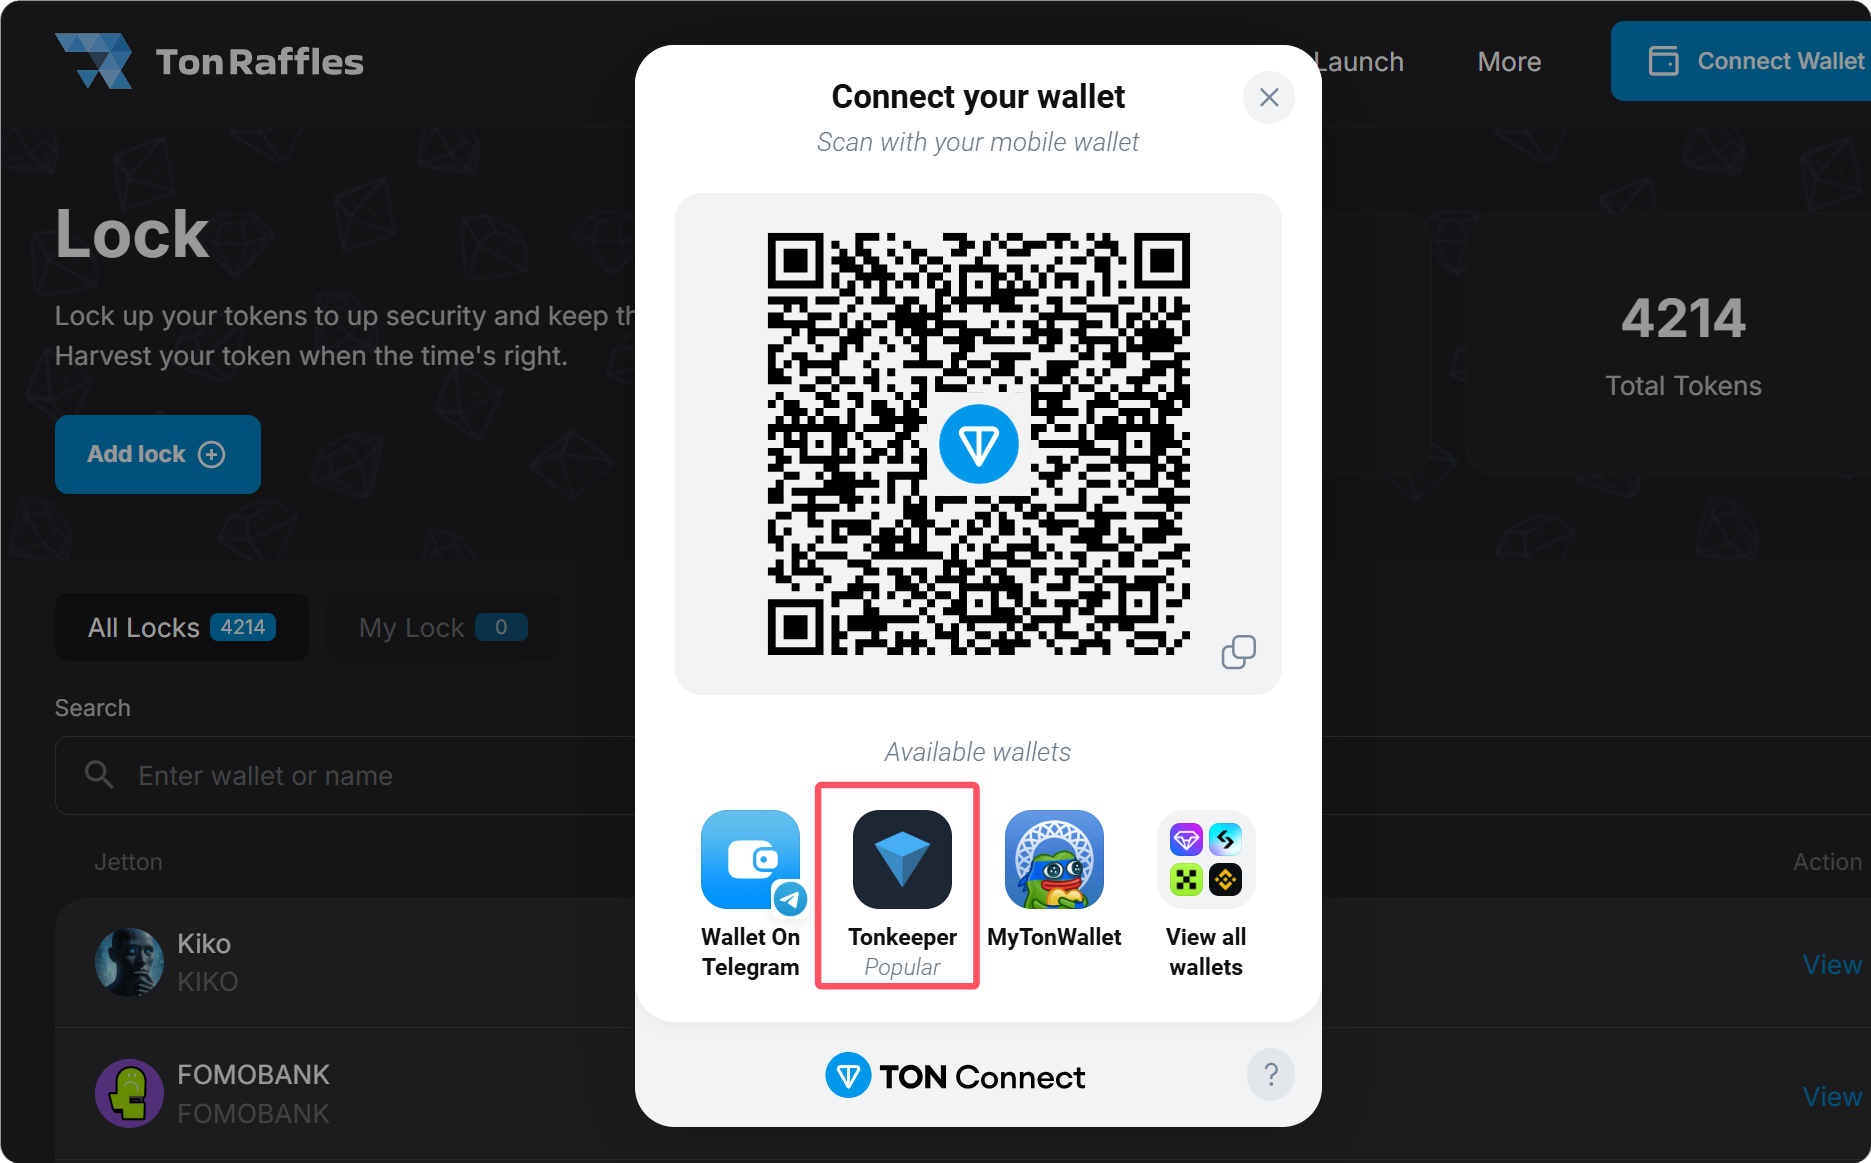 TonRaffles
Launch
More
Connect Wallet
Lock
Lock up your tokens to up security and keep
Harvest your token when the time's right.
Add lock
4214
Total Tokens
All Locks 4214
My Lock 0
Search
Enter wallet or name
Jetton
Action
Kiko
KIKO
View
FOMOBANK
FOMOBANK
View
Connect your wallet
Scan with your mobile wallet
Available wallets
Wallet On
Telegram
Tonkeeper
Popular
MyTonWallet
View all
wallets
TON Connect
?